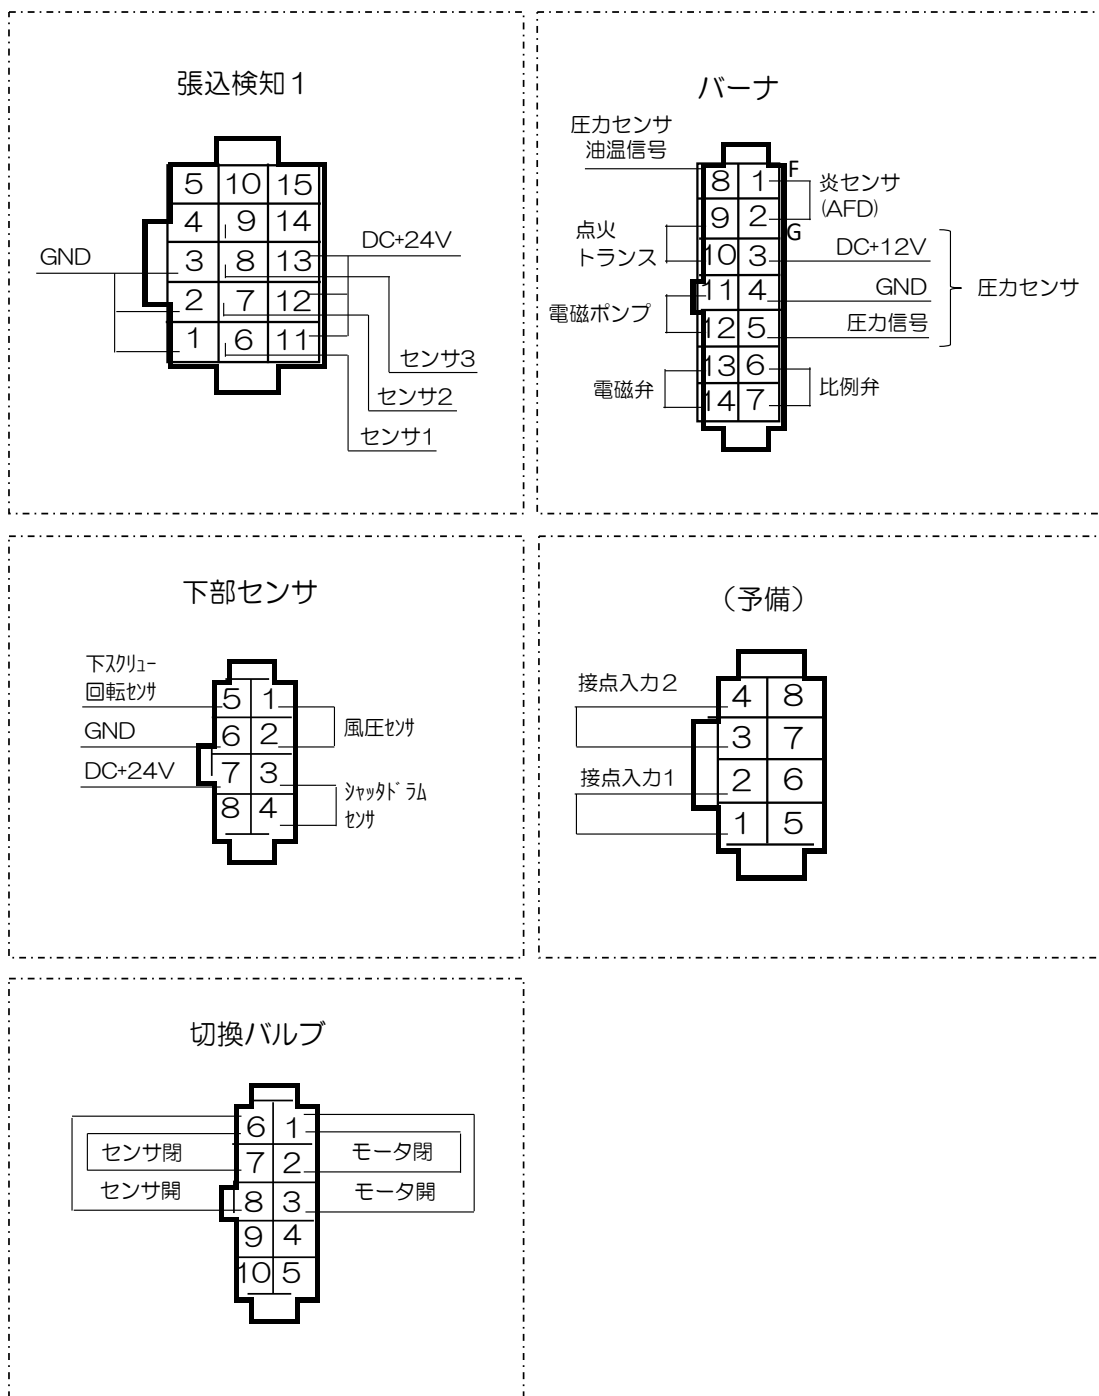 張込検知1
5 10 15
4 9 14
3 8 13
2 7 12
1 6 11
GND
DC+24V
センサ3
センサ2
センサ1
バーナ
圧力センサ
油温信号
点火
トランス
電磁ポンプ
電磁弁
8 1
9 2
10 3
11 4
12 5
13 6
14 7
F
G
炎センサ
(AFD)
DC+12V
GND
圧力信号
圧力センサ
比例弁
下部センサ
下スクリュー
回転センサ
GND
DC+24V
5 1
6 2
7 3
8 4
風圧センサ
シャッタドラム
センサ
(予備)
接点入力2
接点入力1
4 8
3 7
2 6
1 5
切換バルブ
センサ閉
センサ開
6 1
7 2
8 3
9 4
10 5
モータ閉
モータ開